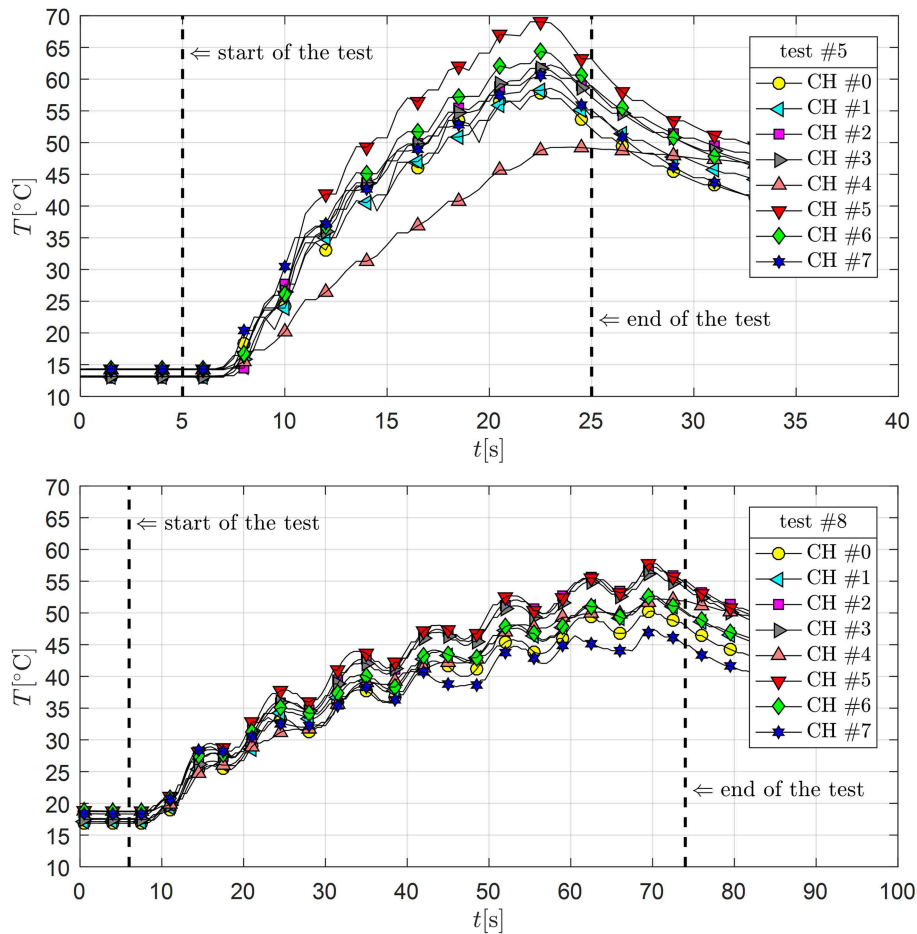 70
65
60
55
50
45
40
35
30
25
20
15
10
T[°C]
⇐ start of the test
⇐ end of the test
test #5
CH #0
CH #1
CH #2
CH #3
CH #4
CH #5
CH #6
CH #7
0 5 10 15 20 25 30 35 40
t[s]
70
65
60
55
50
45
40
35
30
25
20
15
10
T[°C]
⇐ start of the test
test #8
CH #0
CH #1
CH #2
CH #3
CH #4
CH #5
CH #6
CH #7
⇐ end of the test
0 10 20 30 40 50 60 70 80 90 100
t[s]